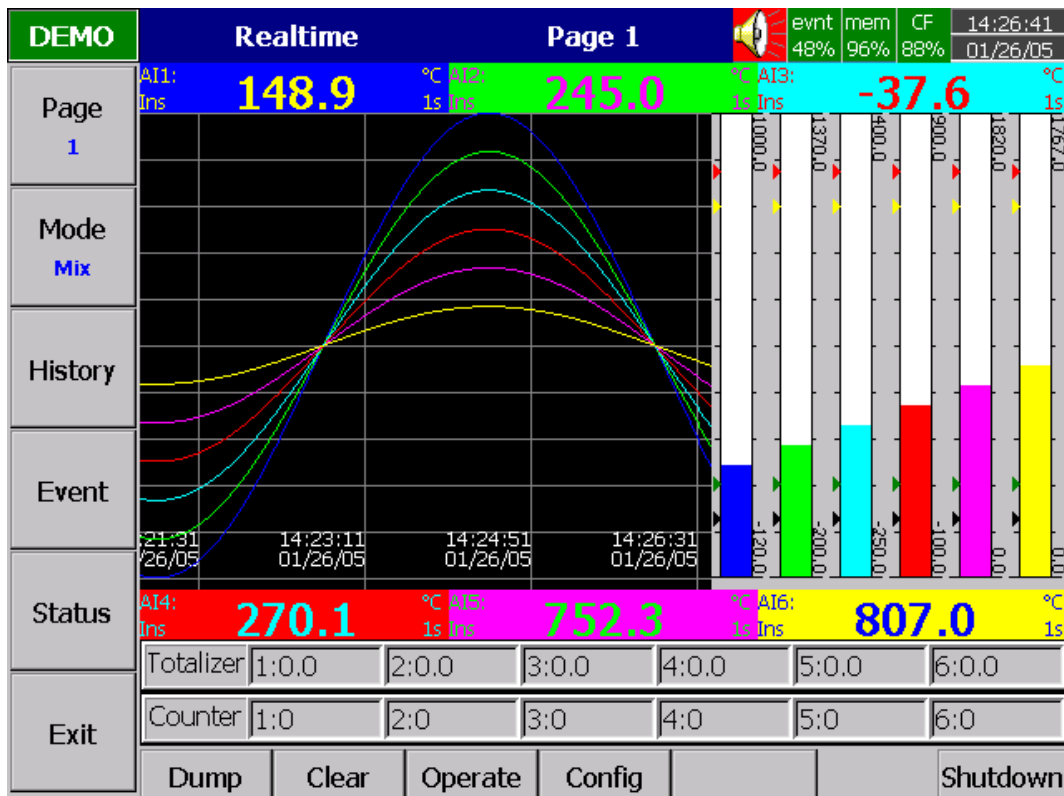 DEMO
Realtime
Page 1
evnt mem CF
48% 96% 88%
14:26:41
01/26/05
Page
1
Mode
Mix
History
Event
Status
Exit
AI1:
Ins
148.9
°C
1s
AI2:
Ins
245.0
°C
1s
AI3:
Ins
-37.6
°C
1s
1000.0
1370.0
400.0
900.0
1820.0
1767.0
-120.0
-200.0
-250.0
-100.0
0.0
0.0
:21:31
/26/05
14:23:11
01/26/05
14:24:51
01/26/05
14:26:31
01/26/05
AI4:
Ins
270.1
°C
1s
AI5:
Ins
752.3
°C
1s
AI6:
Ins
807.0
°C
1s
Totalizer 1:0.0 2:0.0 3:0.0 4:0.0 5:0.0 6:0.0
Counter 1:0 2:0 3:0 4:0 5:0 6:0
Dump Clear Operate Config Shutdown